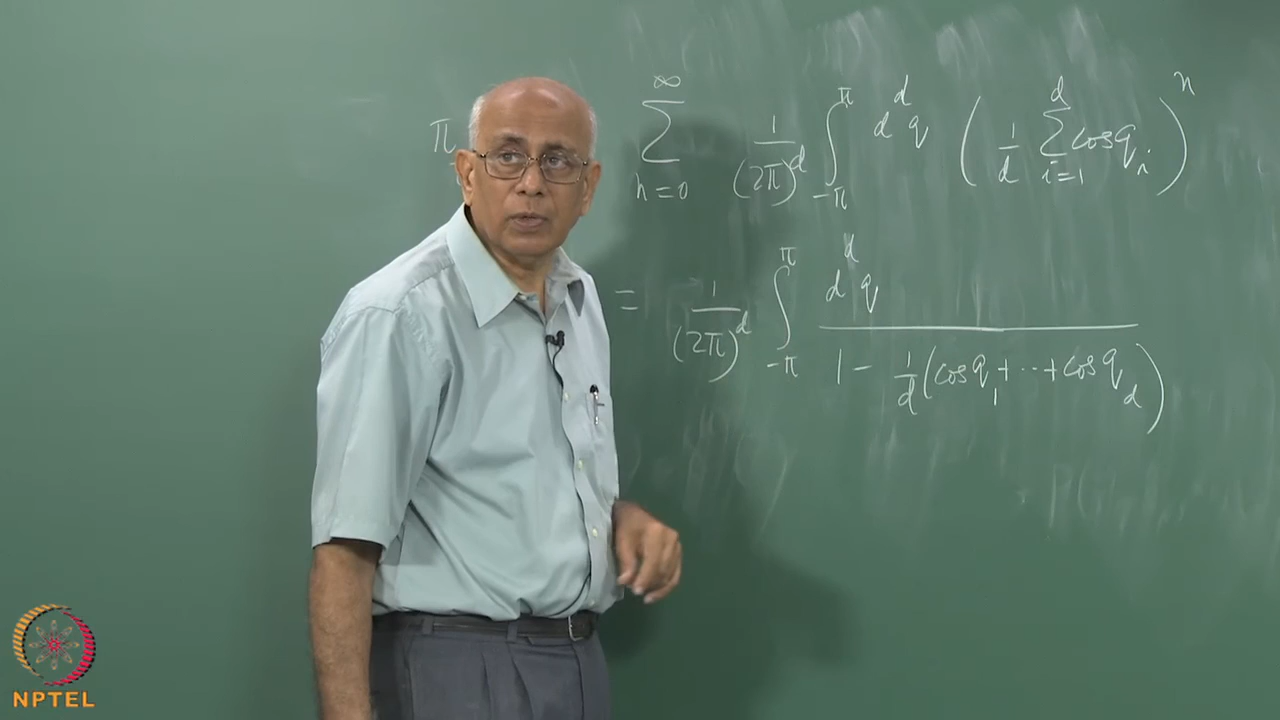 π ∞ Σ n=0 1/(2π)^d ∫_{-π}^{π} d^d q ( 1/d Σ_{i=1}^{d} cos q_i )^n
= 1/(2π)^d ∫_{-π}^{π} d^d q / 1 - 1/d (cos q_1 + ... + cos q_d)
NPTEL